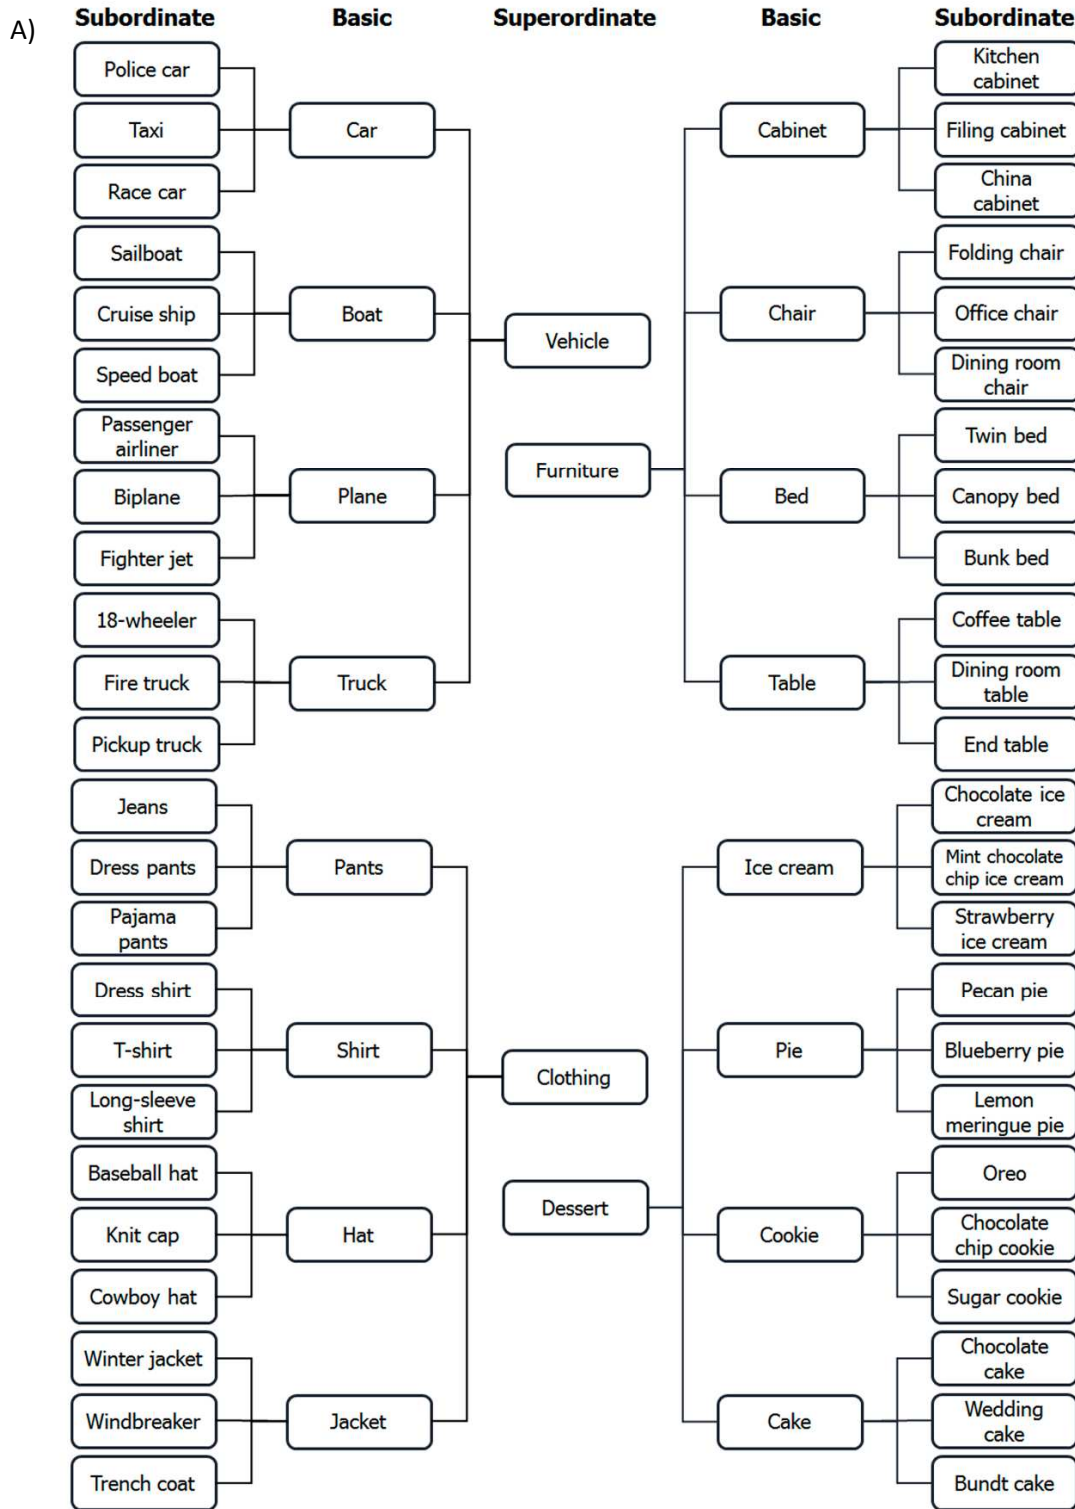 A)
Subordinate
Basic
Superordinate
Basic
Subordinate
Police car
Taxi
Race car
Car
Sailboat
Cruise ship
Speed boat
Boat
Passenger
airliner
Biplane
Fighter jet
Plane
18-wheeler
Fire truck
Pickup truck
Truck
Vehicle
Furniture
Cabinet
Kitchen
cabinet
Filing cabinet
China
cabinet
Chair
Folding chair
Office chair
Dining room
chair
Bed
Twin bed
Canopy bed
Bunk bed
Table
Coffee table
Dining room
table
End table
Jeans
Dress pants
Pajama
pants
Pants
Dress shirt
T-shirt
Long-sleeve
shirt
Shirt
Baseball hat
Knit cap
Cowboy hat
Hat
Winter jacket
Windbreaker
Trench coat
Jacket
Clothing
Dessert
Ice cream
Chocolate ice
cream
Mint chocolate
chip ice cream
Strawberry
ice cream
Pie
Pecan pie
Blueberry pie
Lemon
meringue pie
Cookie
Oreo
Chocolate
chip cookie
Sugar cookie
Cake
Chocolate
cake
Wedding
cake
Bundt cake